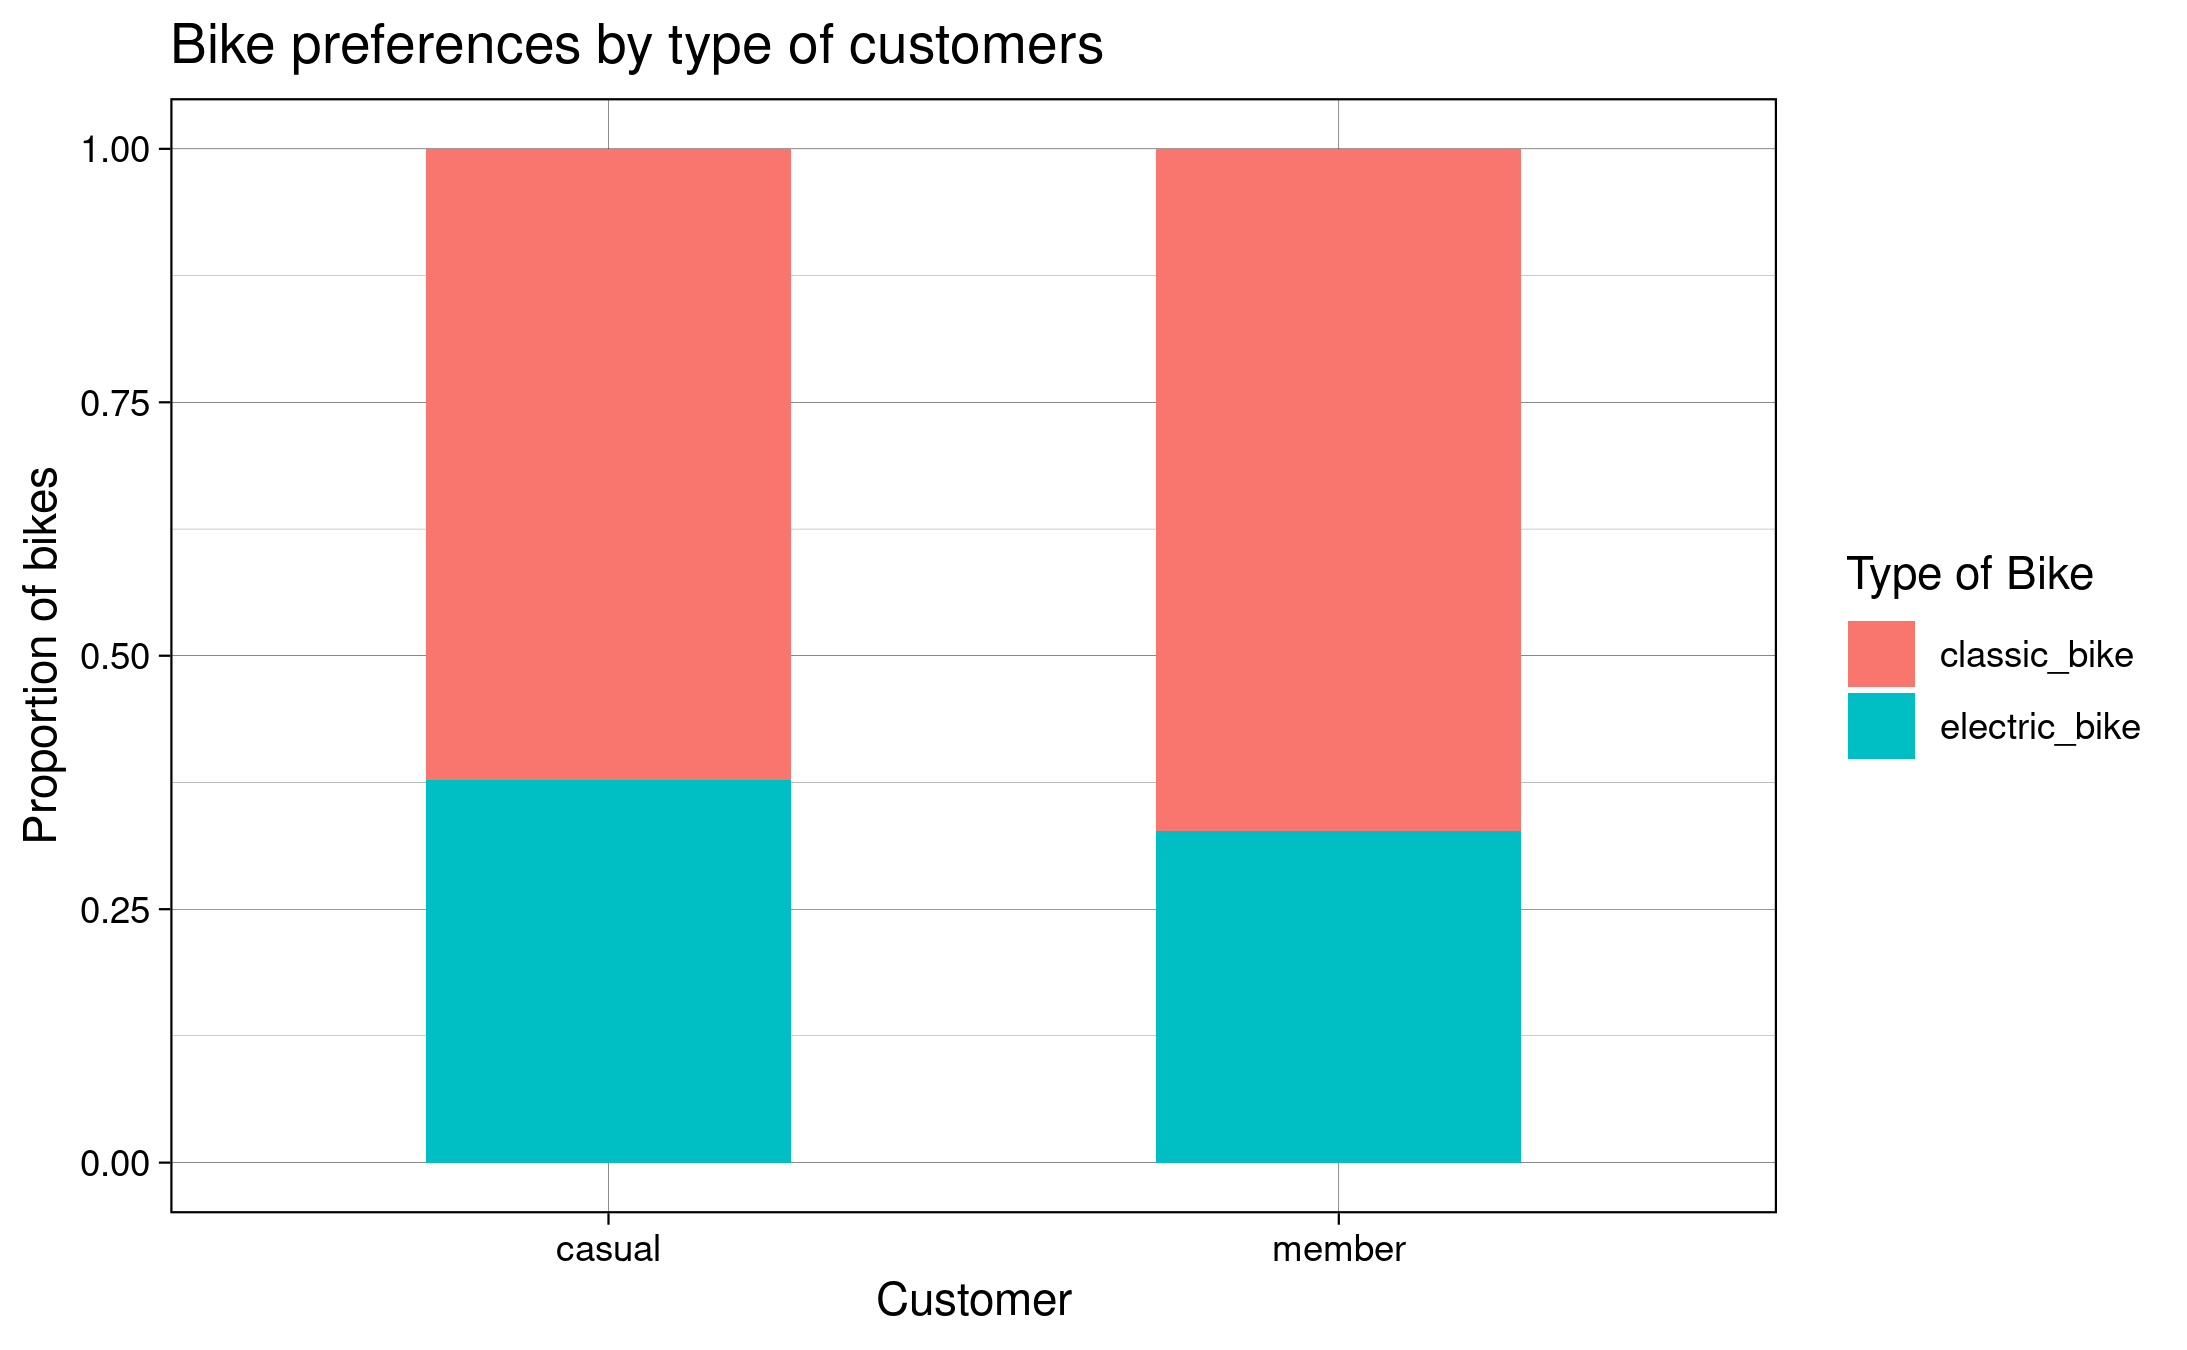 Bike preferences by type of customers
1.00
0.75
0.50
0.25
0.00
Proportion of bikes
casual
member
Customer
Type of Bike
classic_bike
electric_bike